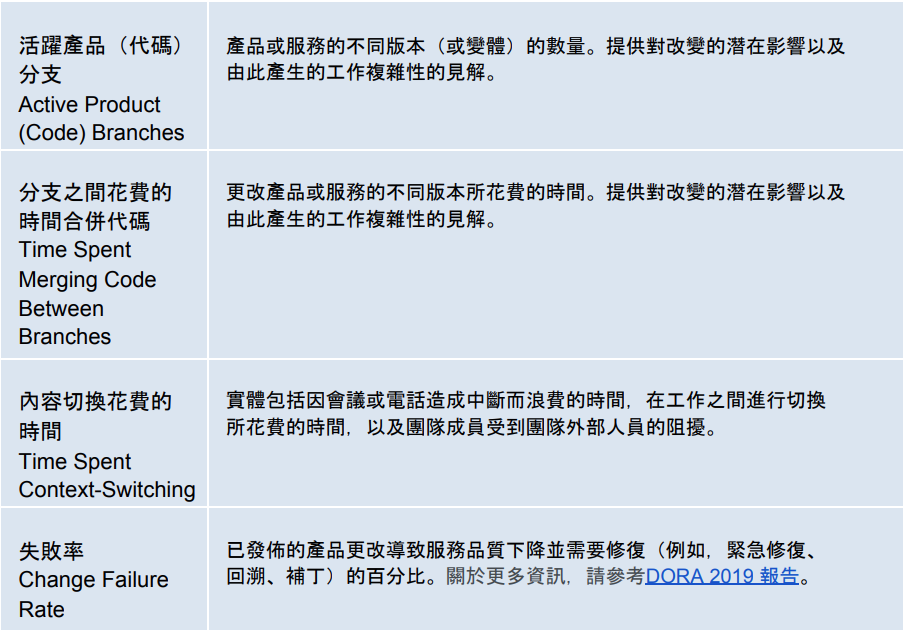 活躍產品（代碼）
分支
Active Product
(Code) Branches
產品或服務的不同版本（或變體）的數量。提供對改變的潛在影響以及
由此產生的工作複雜性的見解。
分支之間花費的
時間合併代碼
Time Spent
Merging Code
Between
Branches
更改產品或服務的不同版本所花費的時間。提供對改變的潛在影響以及
由此產生的工作複雜性的見解。
內容切換花費的
時間
Time Spent
Context-Switching
實體包括因會議或電話造成中斷而浪費的時間，在工作之間進行切換
所花費的時間，以及團隊成員受到團隊外部人員的阻擾。
失敗率
Change Failure
Rate
已發佈的產品更改導致服務品質下降並需要修復（例如，緊急修復、
回溯、補丁）的百分比。關於更多資訊，請參考DORA 2019 報告。